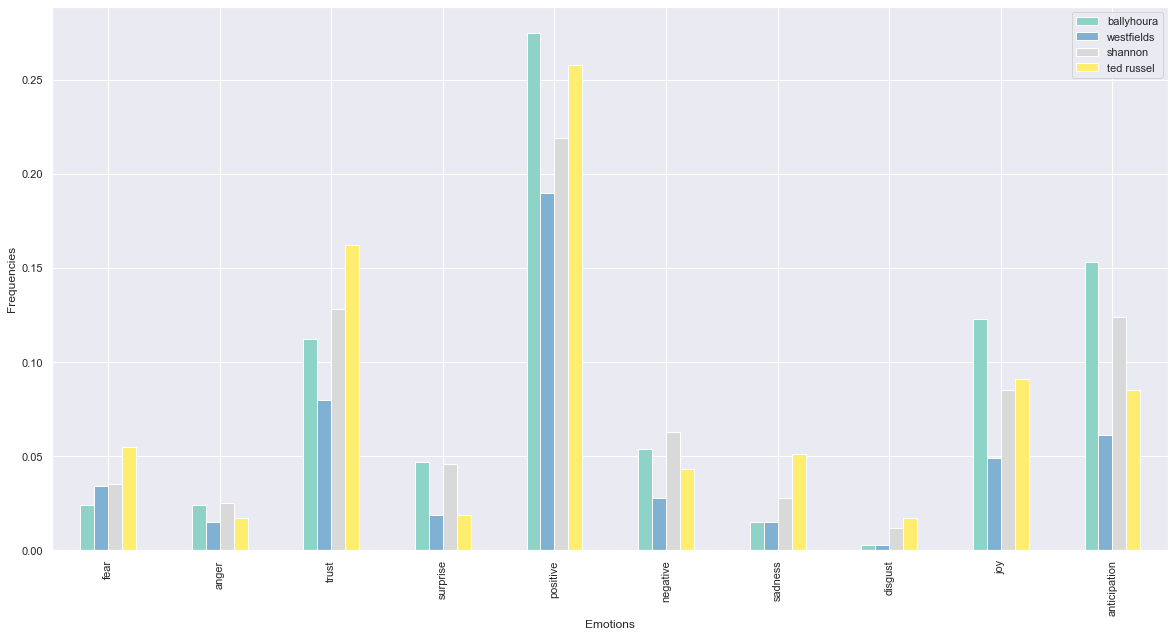 ballyhoura
westfields
shannon
ted russel
0.25
0.20
0.15
0.10
0.05
0.00
Frequencies
fear
anger
trust
surprise
positive
negative
sadness
disgust
joy
anticipation
Emotions